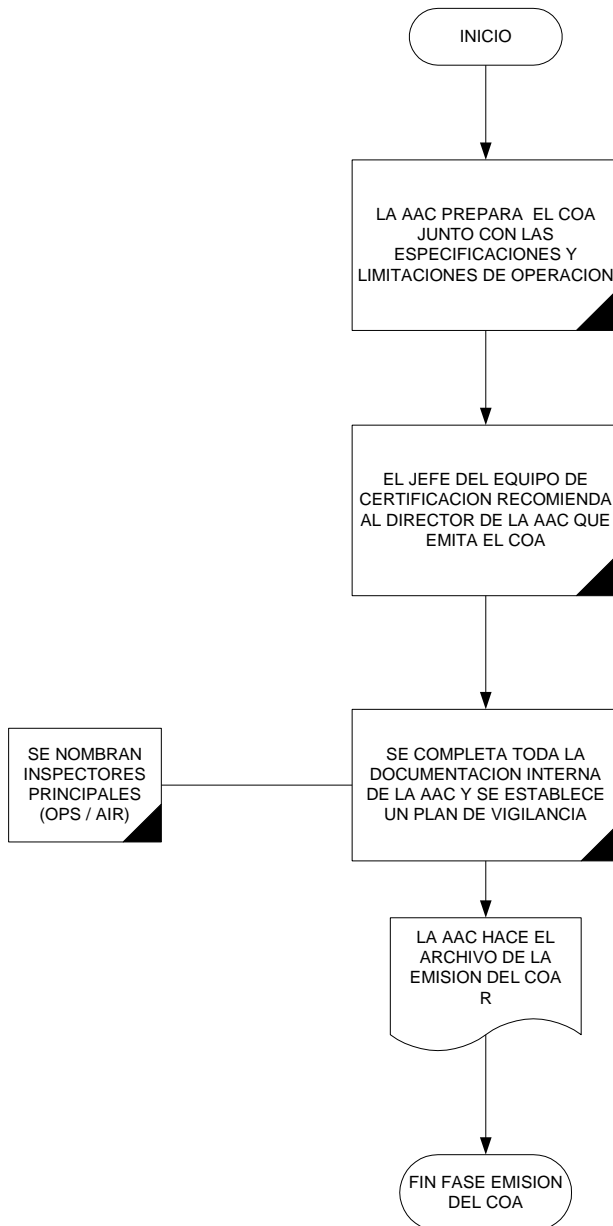 INICIO
LA AAC PREPARA EL COA
JUNTO CON LAS
ESPECIFICACIONES Y
LIMITACIONES DE OPERACION
EL JEFE DEL EQUIPO DE
CERTIFICACION RECOMIENDA
AL DIRECTOR DE LA AAC QUE
EMITA EL COA
SE NOMBRAN
INSPECTORES
PRINCIPALES
(OPS / AIR)
SE COMPLETA TODA LA
DOCUMENTACION INTERNA
DE LA AAC Y SE ESTABLECE
UN PLAN DE VIGILANCIA
LA AAC HACE EL
ARCHIVO DE LA
EMISION DEL COA
R
FIN FASE EMISION
DEL COA